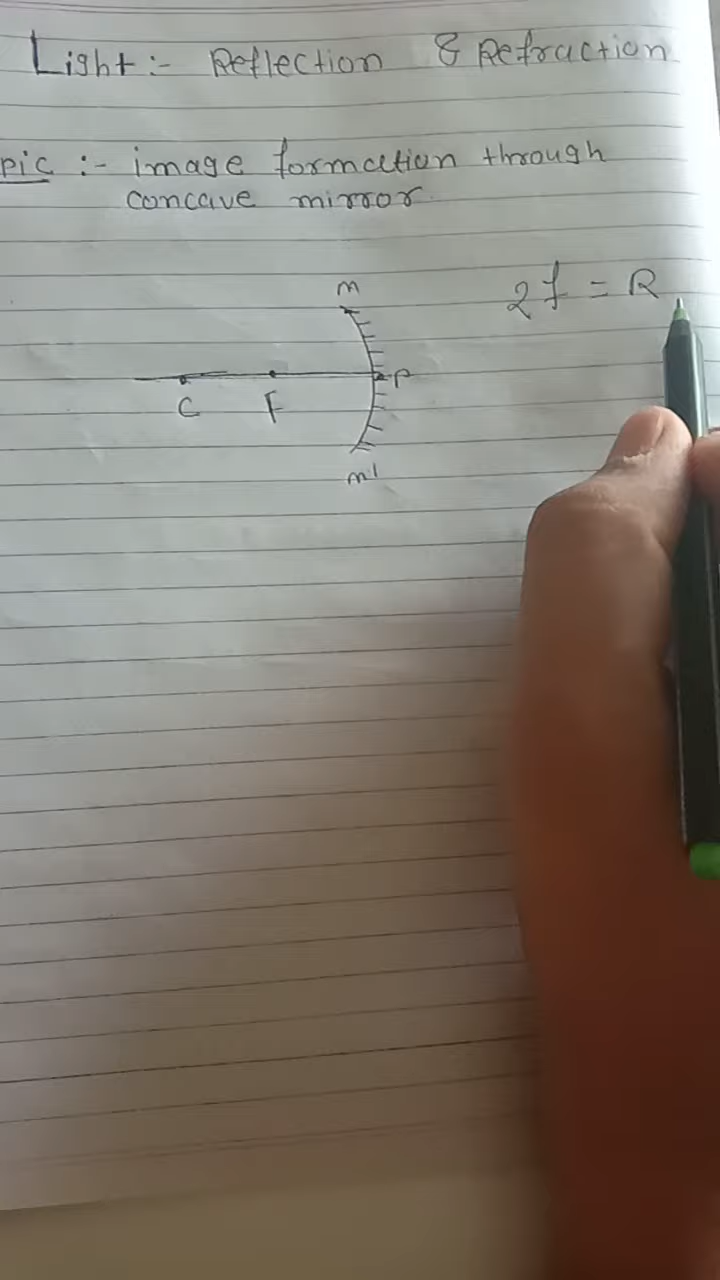 Light :- Reflection & Refraction
pic :- image formation through
concave mirror.
m
2f = R
P
C F
m'